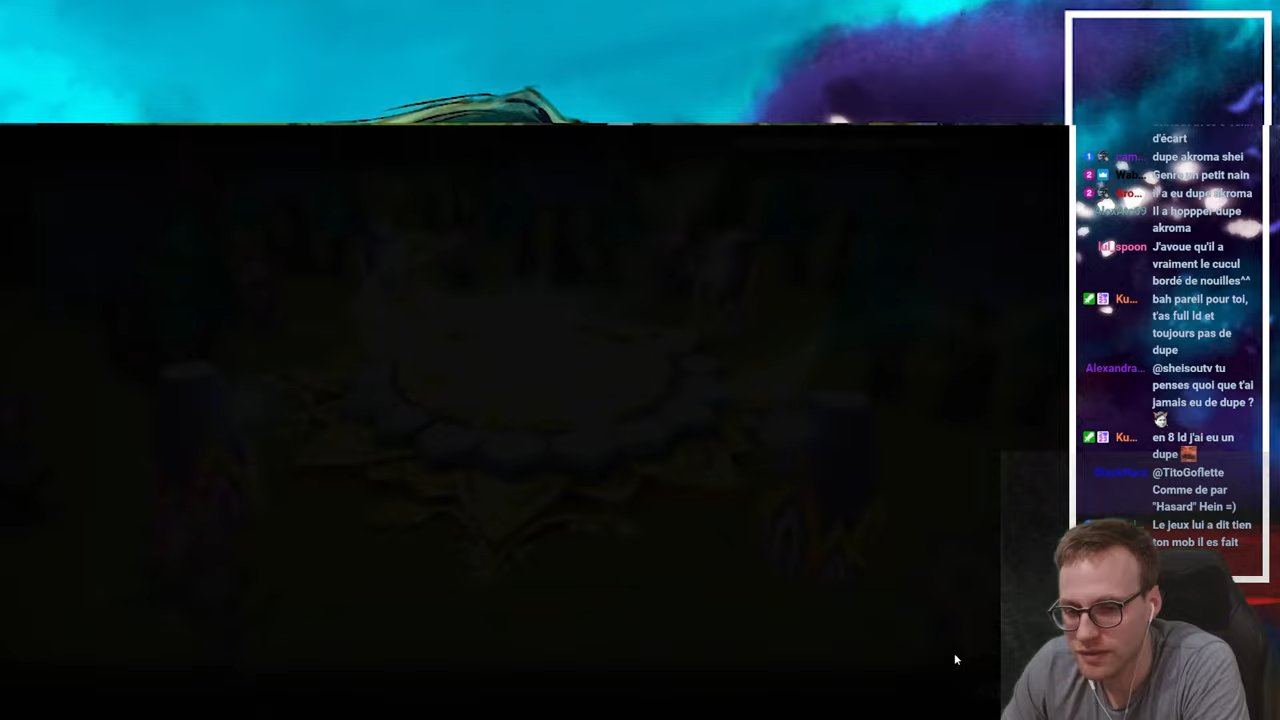 d'écart
dupe akroma shei
Wab... Genre un petit nain
il a eu dupe akroma
Il a hoppper dupe
akroma
lul_spoon J'avoue qu'il a
vraiment le cucul
bordé de nouilles^^
Ku... bah pareil pour toi,
t'as full ld et
toujours pas de
dupe
Alexandra... @sheisoutv tu
penses quoi que t'ai
jamais eu de dupe ?
Ku... en 8 ld j'ai eu un
dupe
@TitoGoflette
Comme de par
"Hasard" Hein =)
Le jeux lui a dit tien
ton mob il es fait